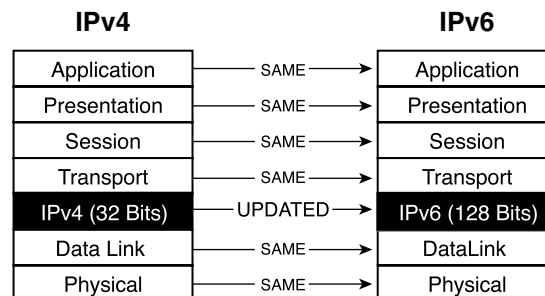 IPv4 IPv6
Application SAME Application
Presentation SAME Presentation
Session SAME Session
Transport SAME Transport
IPv4 (32 Bits) UPDATED IPv6 (128 Bits)
Data Link SAME DataLink
Physical SAME Physical